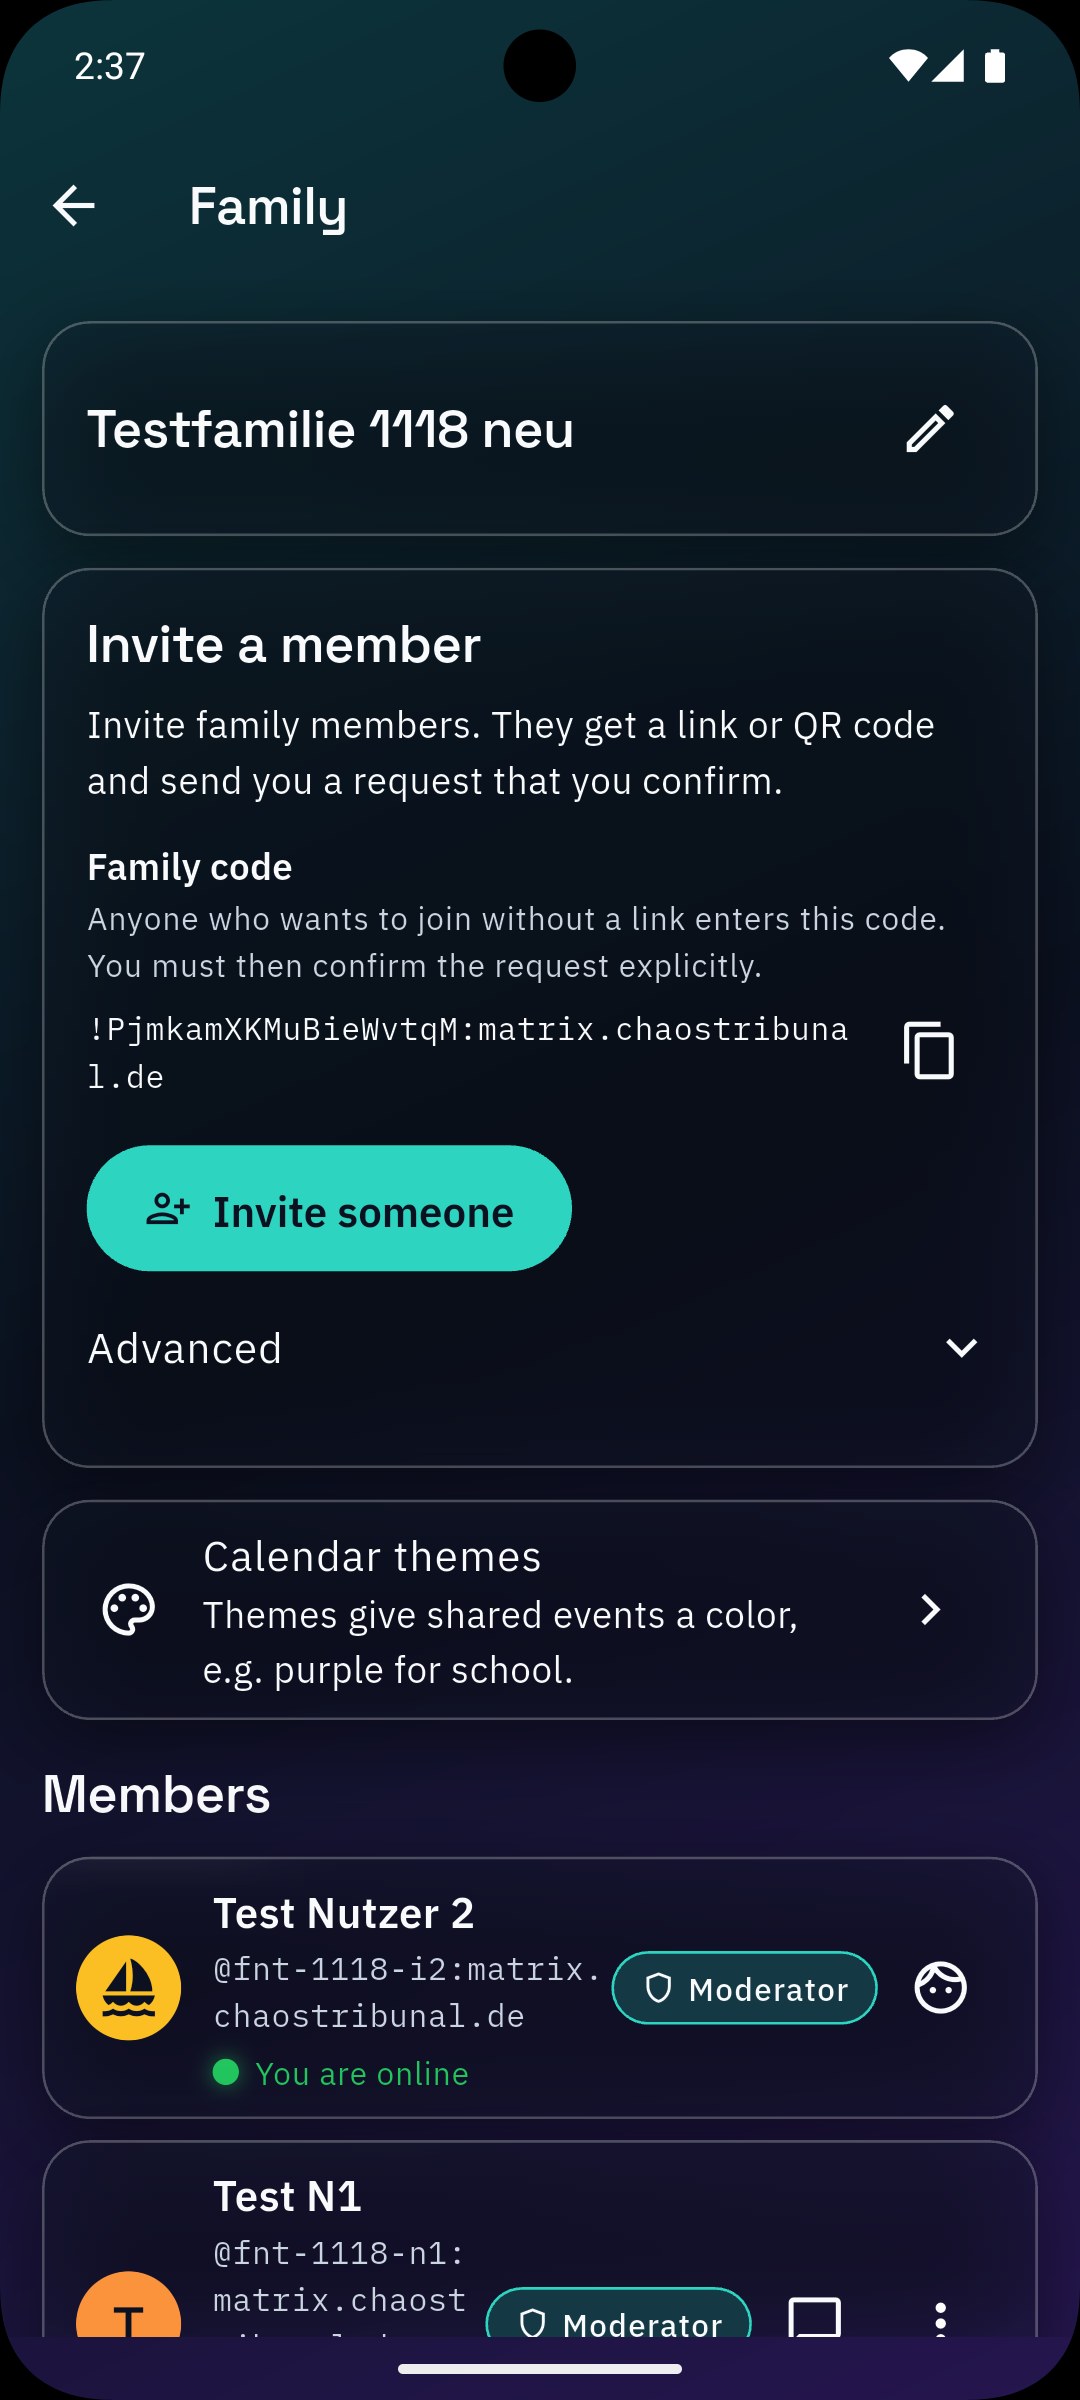 2:37
Family
Testfamilie 1118 neu
Invite a member
Invite family members. They get a link or QR code
and send you a request that you confirm.
Family code
Anyone who wants to join without a link enters this code.
You must then confirm the request explicitly.
!PjmkamXKMuBieWvtqM:matrix.chaostribuna
l.de
Invite someone
Advanced
Calendar themes
Themes give shared events a color,
e.g. purple for school.
Members
Test Nutzer 2
@fnt-1118-i2:matrix.
chaostribunal.de
Moderator
You are online
Test N1
@fnt-1118-n1:
matrix.chaost
T
Moderator